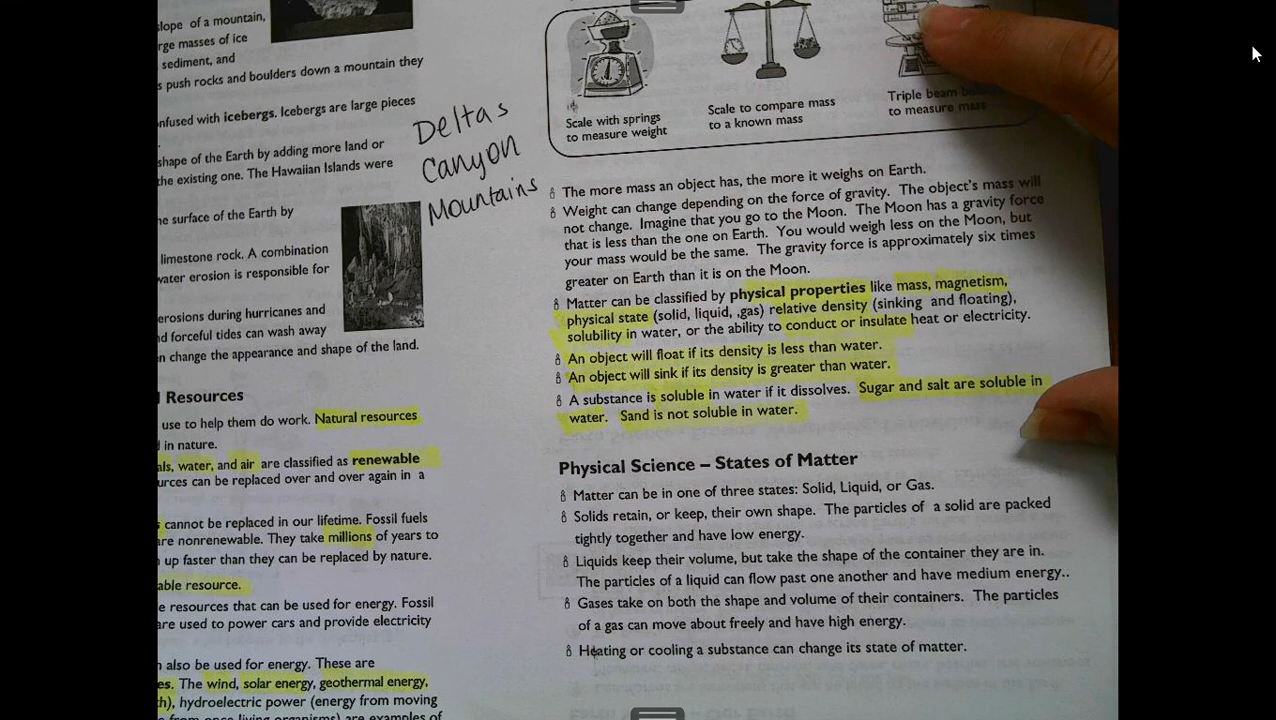 slope of a mountain,
masses of ice
sediment, and
push rocks and boulders down a mountain they
with icebergs. Icebergs are large pieces
shape of the Earth by adding more land or
the existing one. The Hawaiian Islands were
surface of the Earth by
limestone rock. A combination
erosion is responsible for
erosions during hurricanes and
forceful tides can wash away
change the appearance and shape of the land.
Resources
use to help them do work. Natural resources
in nature.
water, and air are classified as renewable
can be replaced over and over again in a
cannot be replaced in our lifetime. Fossil fuels
nonrenewable. They take millions of years to
up faster than they can be replaced by nature.
resource.
resources that can be used for energy. Fossil
are used to power cars and provide electricity
also be used for energy. These are
The wind, solar energy, geothermal energy,
hydroelectric power (energy from moving
from once living organisms) are examples of
Deltas
Canyon
Mountains
Scale with springs
to measure weight
Scale to compare mass
to a known mass
Triple beam
to measure mass
The more mass an object has, the more it weighs on Earth.
Weight can change depending on the force of gravity. The object's mass will
not change. Imagine that you go to the Moon. The Moon has a gravity force
that is less than the one on Earth. You would weigh less on the Moon, but
your mass would be the same. The gravity force is approximately six times
greater on Earth than it is on the Moon.
Matter can be classified by physical properties like mass, magnetism,
physical state (solid, liquid, ,gas) relative density (sinking and floating),
solubility in water, or the ability to conduct or insulate heat or electricity.
An object will float if its density is less than water.
An object will sink if its density is greater than water.
A substance is soluble in water if it dissolves. Sugar and salt are soluble in
water. Sand is not soluble in water.
Physical Science – States of Matter
Matter can be in one of three states: Solid, Liquid, or Gas.
Solids retain, or keep, their own shape. The particles of a solid are packed
tightly together and have low energy.
Liquids keep their volume, but take the shape of the container they are in.
The particles of a liquid can flow past one another and have medium energy..
Gases take on both the shape and volume of their containers. The particles
of a gas can move about freely and have high energy.
Heating or cooling a substance can change its state of matter.